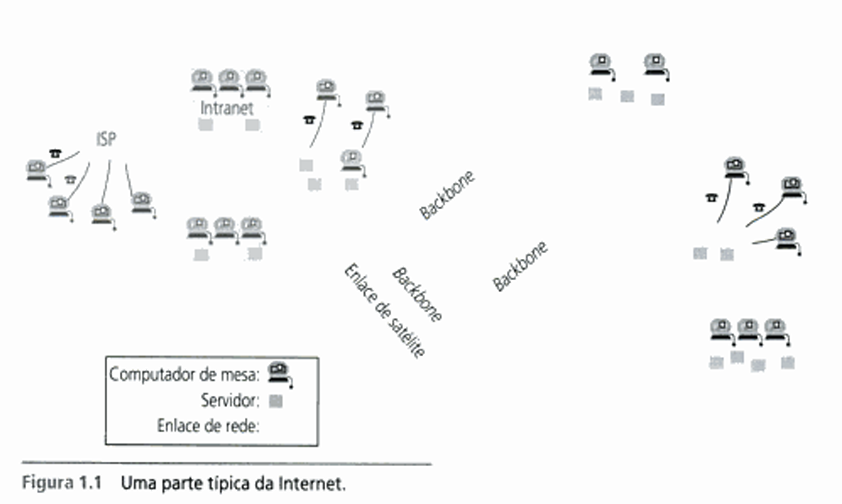 Intranet
ISP
Backbone
Backbone
Backbone
Enlace de satélite
Computador de mesa:
Servidor:
Enlace de rede:
Figura 1.1 Uma parte típica da Internet.